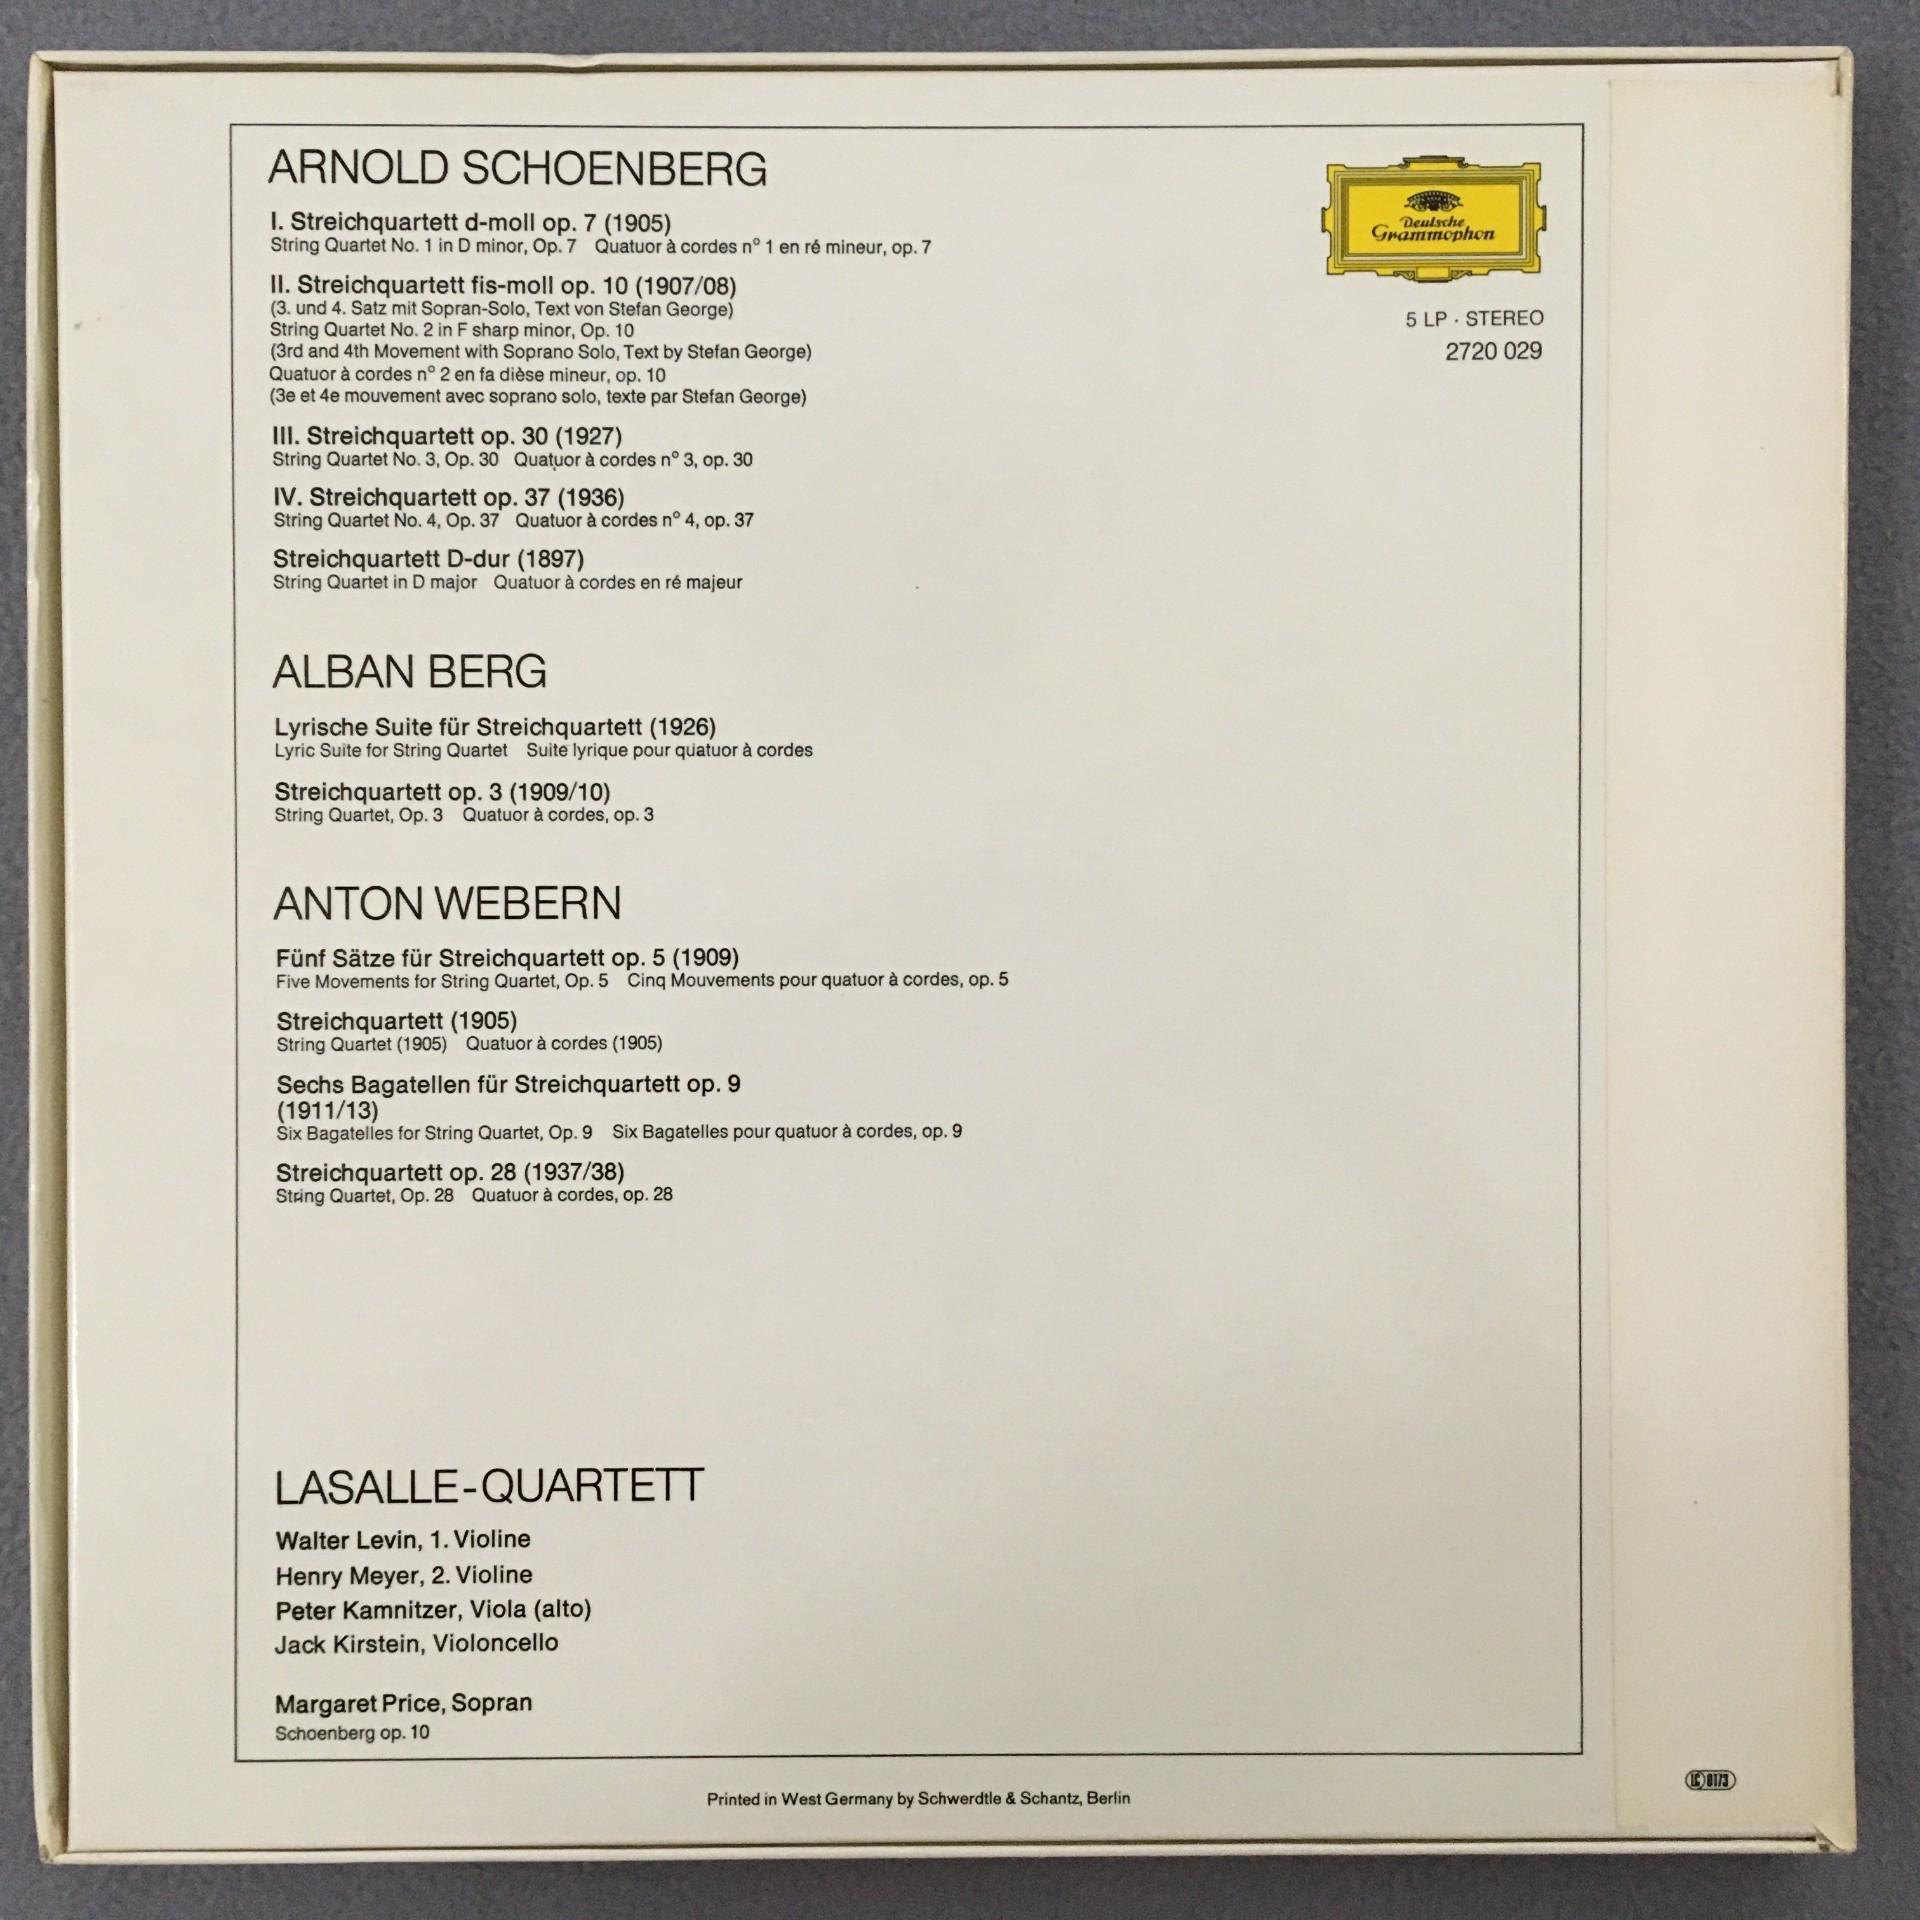 ARNOLD SCHOENBERG
I. Streichquartett d-moll op. 7 (1905)
String Quartet No. 1 in D minor, Op. 7 Quatuor à cordes nº 1 en ré mineur, op. 7
II. Streichquartett fis-moll op. 10 (1907/08)
(3. und 4. Satz mit Sopran-Solo, Text von Stefan George)
String Quartet No. 2 in F sharp minor, Op. 10
(3rd and 4th Movement with Soprano Solo, Text by Stefan George)
Quatuor à cordes nº 2 en fa dièse mineur, op. 10
(3e et 4e mouvement avec soprano solo, texte par Stefan George)
III. Streichquartett op. 30 (1927)
String Quartet No. 3, Op. 30 Quatuor à cordes nº 3, op. 30
IV. Streichquartett op. 37 (1936)
String Quartet No. 4, Op. 37 Quatuor à cordes nº 4, op. 37
Streichquartett D-dur (1897)
String Quartet in D major Quatuor à cordes en ré majeur
Deutsche
Grammophon
5 LP · STEREO
2720 029
ALBAN BERG
Lyrische Suite für Streichquartett (1926)
Lyric Suite for String Quartet Suite lyrique pour quatuor à cordes
Streichquartett op. 3 (1909/10)
String Quartet, Op. 3 Quatuor à cordes, op. 3
ANTON WEBERN
Fünf Sätze für Streichquartett op. 5 (1909)
Five Movements for String Quartet, Op. 5 Cinq Mouvements pour quatuor à cordes, op. 5
Streichquartett (1905)
String Quartet (1905) Quatuor à cordes (1905)
Sechs Bagatellen für Streichquartett op. 9
(1911/13)
Six Bagatelles for String Quartet, Op. 9 Six Bagatelles pour quatuor à cordes, op. 9
Streichquartett op. 28 (1937/38)
String Quartet, Op. 28 Quatuor à cordes, op. 28
LASALLE-QUARTETT
Walter Levin, 1. Violine
Henry Meyer, 2. Violine
Peter Kamnitzer, Viola (alto)
Jack Kirstein, Violoncello
Margaret Price, Sopran
Schoenberg op. 10
Printed in West Germany by Schwerdtle & Schantz, Berlin
LC 0173